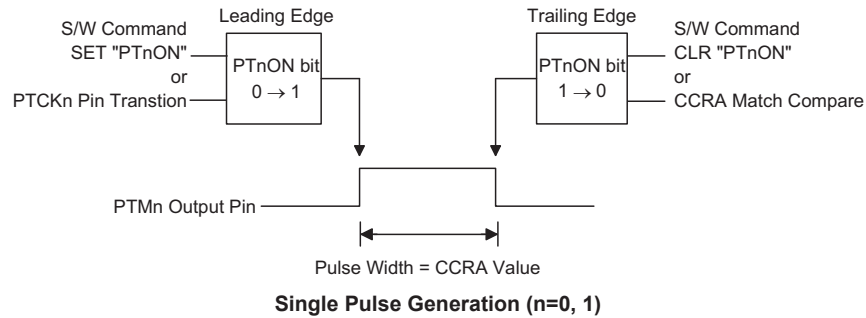 Leading Edge
S/W Command
SET "PTnON"
or
PTCKn Pin Transtion
PTnON bit
0 → 1
Trailing Edge
PTnON bit
1 → 0
S/W Command
CLR "PTnON"
or
CCRA Match Compare
PTMn Output Pin
Pulse Width = CCRA Value
Single Pulse Generation (n=0, 1)